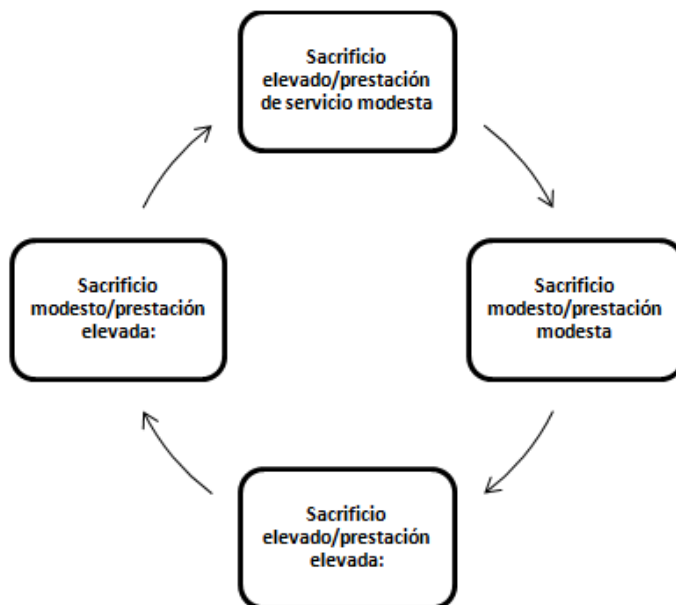 Sacrificio
elevado/prestación
de servicio modesta
Sacrificio
modesto/prestación
modesta
Sacrificio
elevado/prestación
elevada:
Sacrificio
modesto/prestación
elevada: